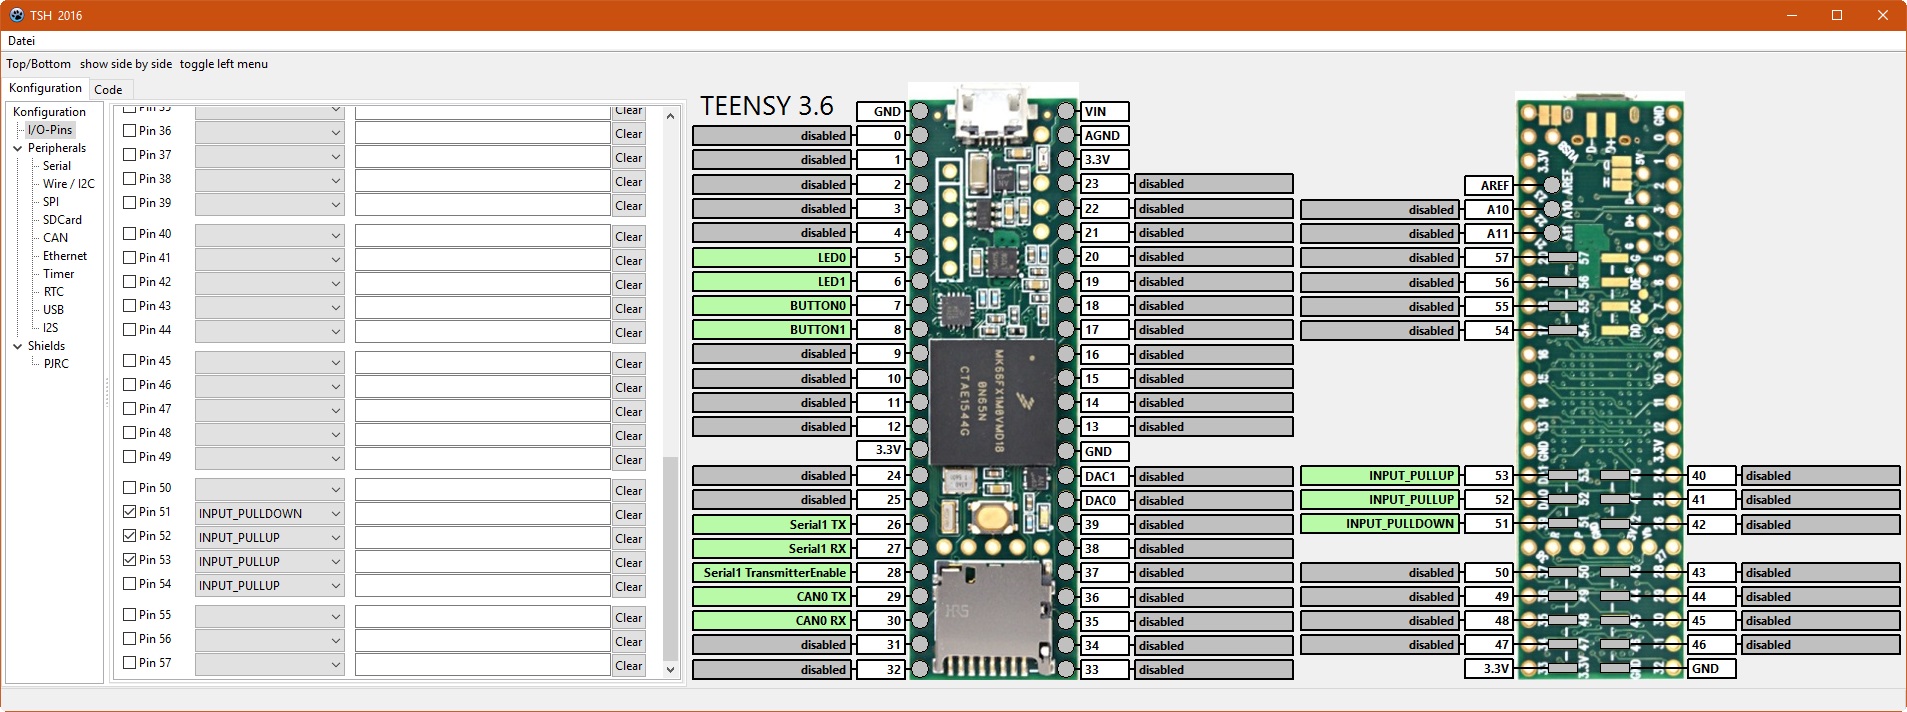 TSH 2016
Datei
Top/Bottom show side by side toggle left menu
Konfiguration Code
Konfiguration
I/O-Pins
Peripherals
Serial
Wire / I2C
SPI
SDCard
CAN
Ethernet
Timer
RTC
USB
I2S
Shields
PJRC
Pin 35 Clear
Pin 36 Clear
Pin 37 Clear
Pin 38 Clear
Pin 39 Clear
Pin 40 Clear
Pin 41 Clear
Pin 42 Clear
Pin 43 Clear
Pin 44 Clear
Pin 45 Clear
Pin 46 Clear
Pin 47 Clear
Pin 48 Clear
Pin 49 Clear
Pin 50 Clear
Pin 51 INPUT_PULLDOWN Clear
Pin 52 INPUT_PULLUP Clear
Pin 53 INPUT_PULLUP Clear
Pin 54 INPUT_PULLUP Clear
Pin 55 Clear
Pin 56 Clear
Pin 57 Clear
TEENSY 3.6
GND
disabled 0
disabled 1
disabled 2
disabled 3
disabled 4
LED0 5
LED1 6
BUTTON0 7
BUTTON1 8
disabled 9
disabled 10
disabled 11
disabled 12
3.3V
disabled 24
disabled 25
Serial1 TX 26
Serial1 RX 27
Serial1 TransmitterEnable 28
CAN0 TX 29
CAN0 RX 30
disabled 31
disabled 32
MK66FX1M0VMD18
0N65N
CTAE1544G
HRS
VIN
AGND
3.3V
23 disabled
22 disabled
21 disabled
20 disabled
19 disabled
18 disabled
17 disabled
16 disabled
15 disabled
14 disabled
13 disabled
GND
DAC1 disabled
DAC0 disabled
39 disabled
38 disabled
37 disabled
36 disabled
35 disabled
34 disabled
33 disabled
AREF
disabled A10
disabled A11
disabled 57
disabled 56
disabled 55
disabled 54
INPUT_PULLUP 53
INPUT_PULLUP 52
INPUT_PULLDOWN 51
disabled 50
disabled 49
disabled 48
disabled 47
3.3V
40 disabled
41 disabled
42 disabled
43 disabled
44 disabled
45 disabled
46 disabled
GND